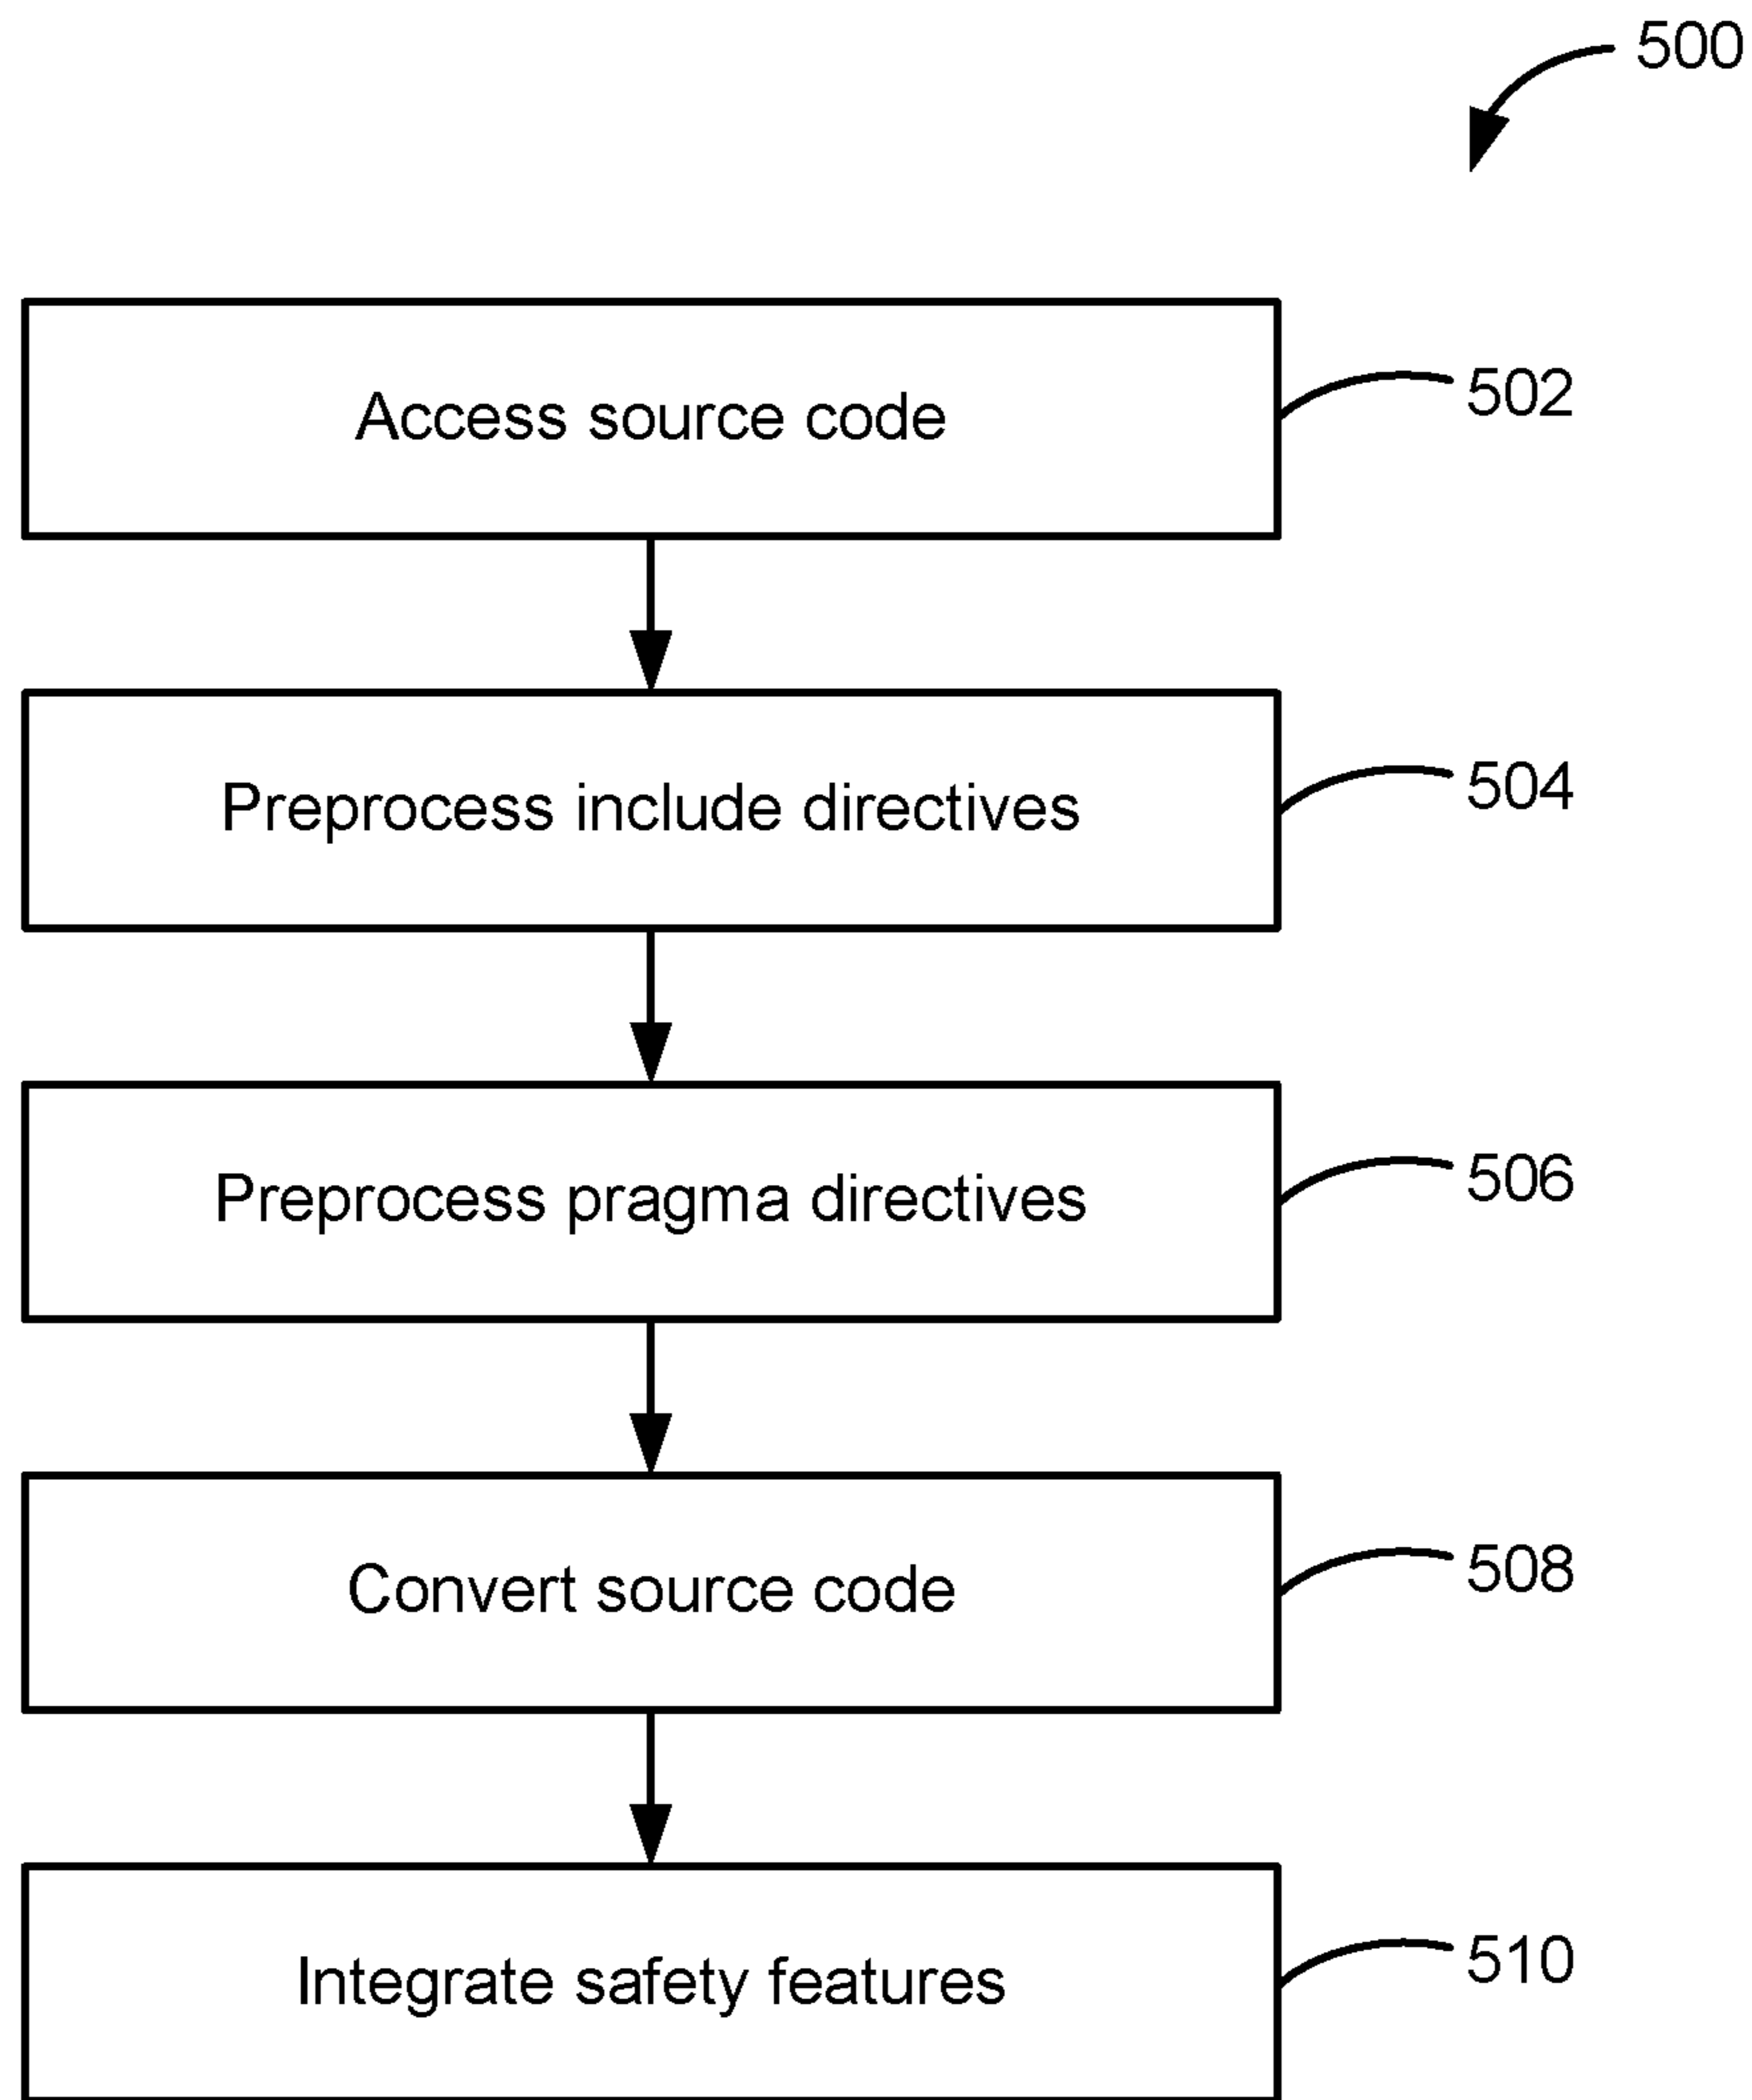 500
Access source code
502
Preprocess include directives
504
Preprocess pragma directives
506
Convert source code
508
Integrate safety features
510